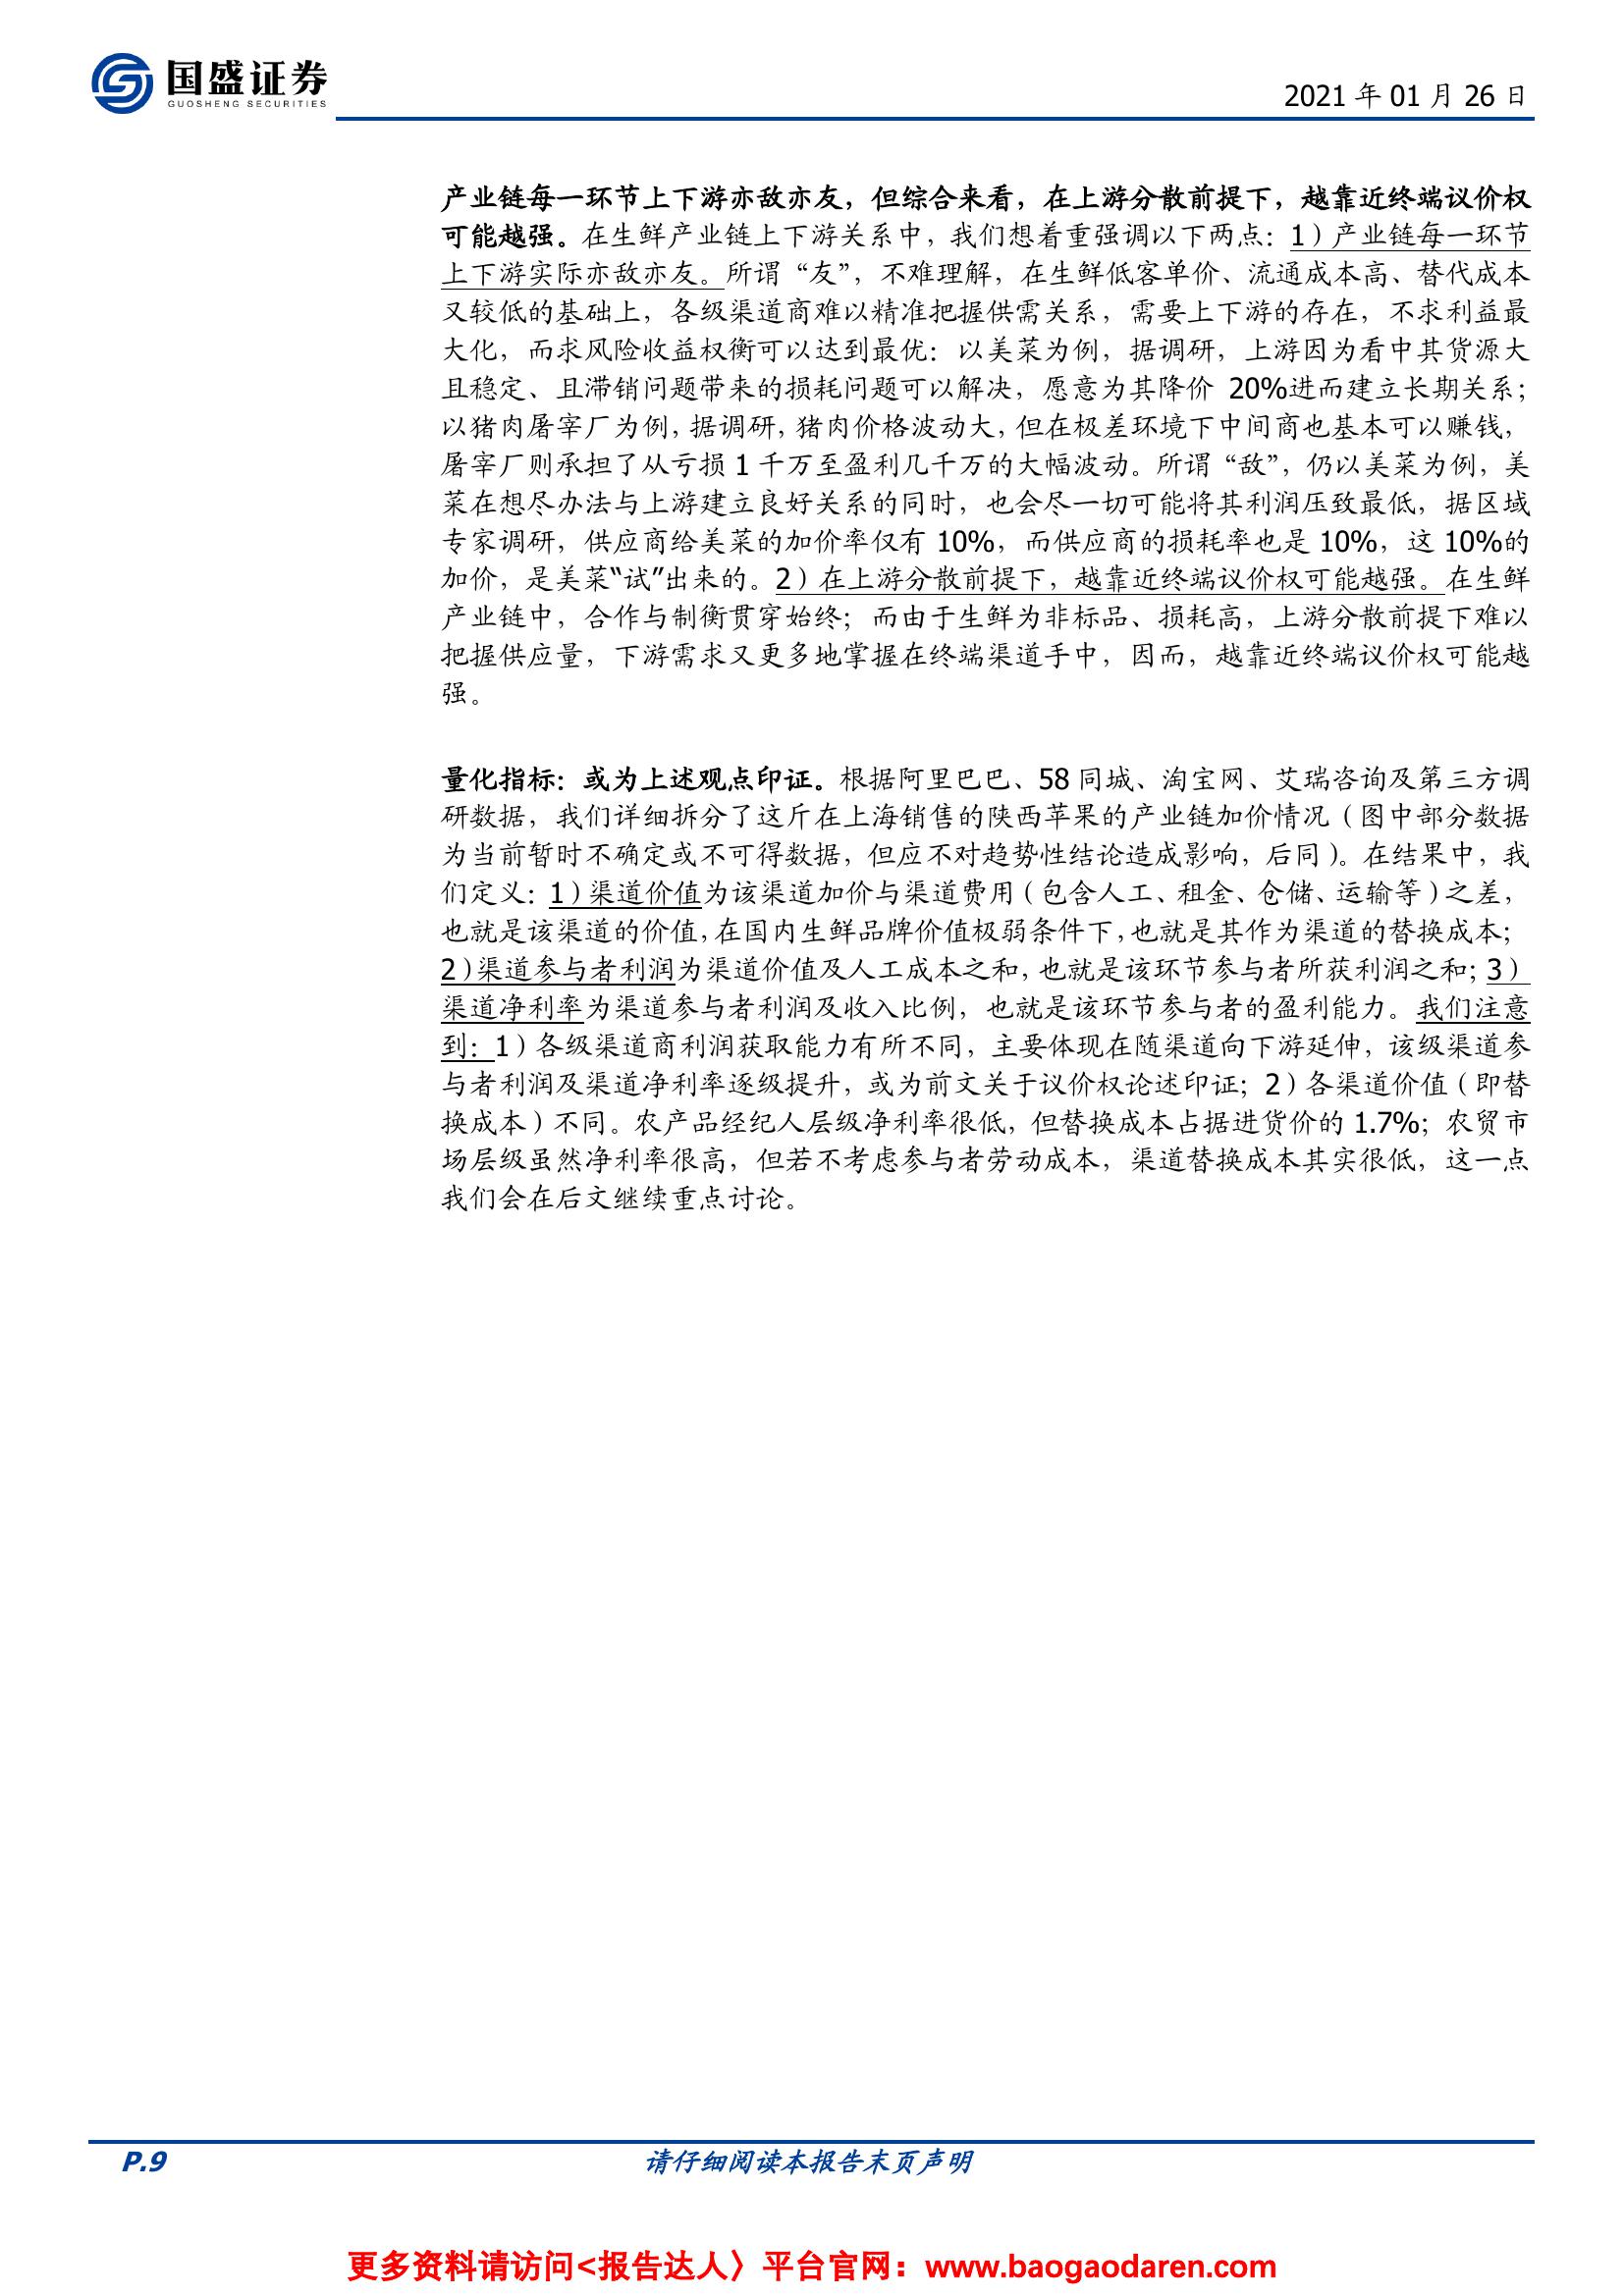 国盛证券
GUOSHENG SECURITIES
2021 年 01 月 26 日
产业链每一环节上下游亦敌亦友，但综合来看，在上游分散前提下，越靠近终端议价权
可能越强。在生鲜产业链上下游关系中，我们想着重强调以下两点：1）产业链每一环节
上下游实际亦敌亦友。所谓“友”，不难理解，在生鲜低客单价、流通成本高、替代成本
又较低的基础上，各级渠道商难以精准把握供需关系，需要上下游的存在，不求利益最
大化，而求风险收益权衡可以达到最优：以美菜为例，据调研，上游因为看中其货源大
且稳定、且滞销问题带来的损耗问题可以解决，愿意为其降价 20%进而建立长期关系；
以猪肉屠宰厂为例，据调研，猪肉价格波动大，但在极差环境下中间商也基本可以赚钱，
屠宰厂则承担了从亏损 1 千万至盈利几千万的大幅波动。所谓“敌”，仍以美菜为例，美
菜在想尽办法与上游建立良好关系的同时，也会尽一切可能将其利润压致最低，据区域
专家调研，供应商给美菜的加价率仅有 10%，而供应商的损耗率也是 10%，这 10%的
加价，是美菜“试”出来的。2）在上游分散前提下，越靠近终端议价权可能越强。在生鲜
产业链中，合作与制衡贯穿始终；而由于生鲜为非标品、损耗高，上游分散前提下难以
把握供应量，下游需求又更多地掌握在终端渠道手中，因而，越靠近终端议价权可能越
强。
量化指标：或为上述观点印证。根据阿里巴巴、58 同城、淘宝网、艾瑞咨询及第三方调
研数据，我们详细拆分了这斤在上海销售的陕西苹果的产业链加价情况（图中部分数据
为当前暂时不确定或不可得数据，但应不对趋势性结论造成影响，后同）。在结果中，我
们定义：1）渠道价值为该渠道加价与渠道费用（包含人工、租金、仓储、运输等）之差，
也就是该渠道的价值，在国内生鲜品牌价值极弱条件下，也就是其作为渠道的替换成本；
2）渠道参与者利润为渠道价值及人工成本之和，也就是该环节参与者所获利润之和；3）
渠道净利率为渠道参与者利润及收入比例，也就是该环节参与者的盈利能力。我们注意
到：1）各级渠道商利润获取能力有所不同，主要体现在随渠道向下游延伸，该级渠道参
与者利润及渠道净利率逐级提升，或为前文关于议价权论述印证；2）各渠道价值（即替
换成本）不同。农产品经纪人层级净利率很低，但替换成本占据进货价的 1.7%；农贸市
场层级虽然净利率很高，但若不考虑参与者劳动成本，渠道替换成本其实很低，这一点
我们会在后文继续重点讨论。
P.9
请仔细阅读本报告末页声明
更多资料请访问<报告达人〉平台官网：www.baogaodaren.com